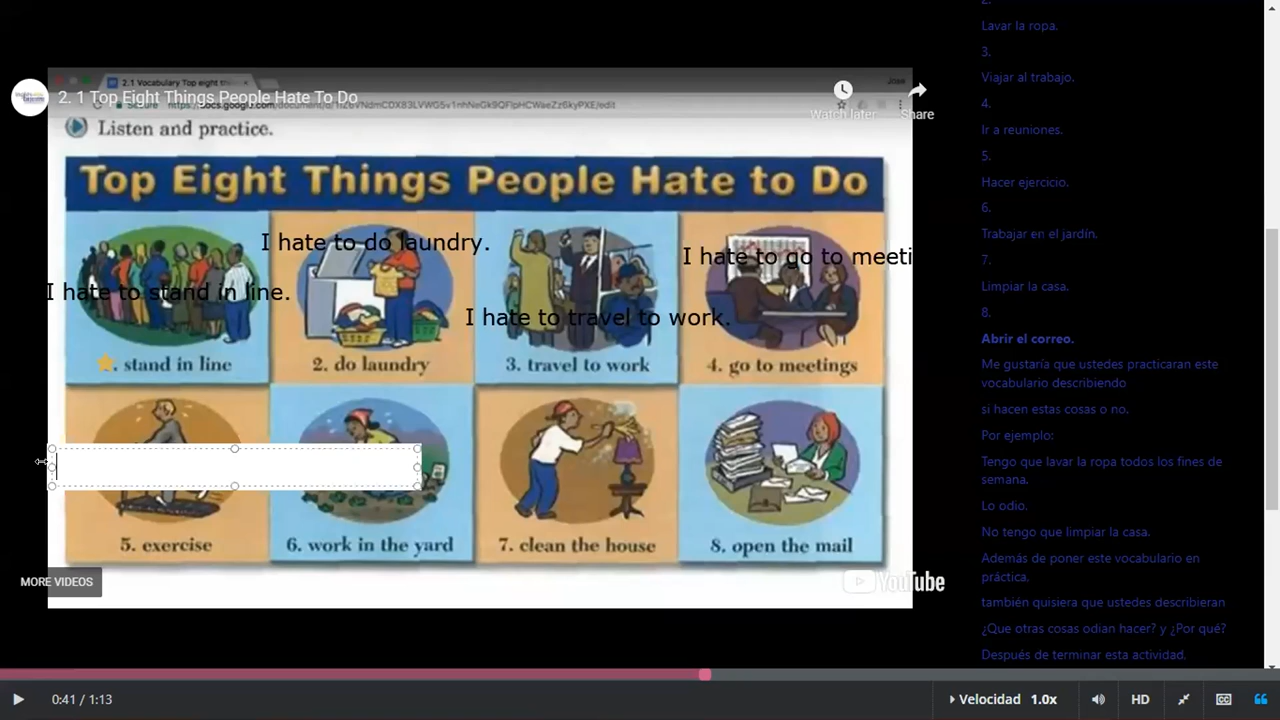 2.1 Vocabulary Top eight thi
2. 1 Top Eight Things People Hate To Do
Watch later
Share
Listen and practice.
Top Eight Things People Hate to Do
I hate to do laundry.
I hate to go to meeti
I hate to stand in line.
I hate to travel to work.
. stand in line
2. do laundry
3. travel to work
4. go to meetings
5. exercise
6. work in the yard
7. clean the house
8. open the mail
MORE VIDEOS
YouTube
2.
Lavar la ropa.
3.
Viajar al trabajo.
4.
Ir a reuniones.
5.
Hacer ejercicio.
6.
Trabajar en el jardín.
7.
Limpiar la casa.
8.
Abrir el correo.
Me gustaría que ustedes practicaran este
vocabulario describiendo
si hacen estas cosas o no.
Por ejemplo:
Tengo que lavar la ropa todos los fines de
semana.
Lo odio.
No tengo que limpiar la casa.
Además de poner este vocabulario en
práctica.
también quisiera que ustedes describieran
¿Que otras cosas odian hacer? y ¿Por qué?
Después de terminar esta actividad.
0:41 / 1:13
Velocidad 1.0x
HD